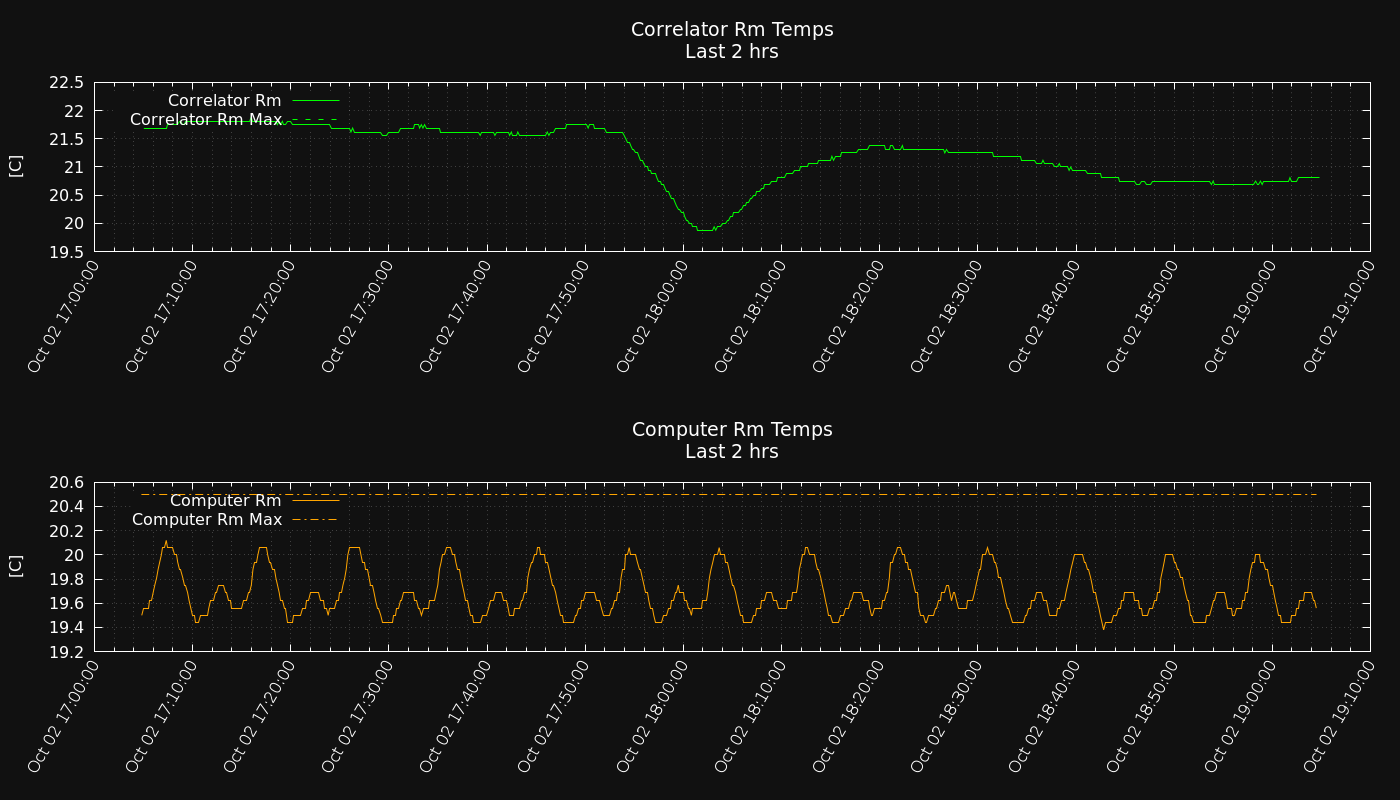 Correlator Rm Temps
Last 2 hrs
[C]
22.5
22
21.5
21
20.5
20
19.5
Correlator Rm
Correlator Rm Max
Oct 02 17:00:00
Oct 02 17:10:00
Oct 02 17:20:00
Oct 02 17:30:00
Oct 02 17:40:00
Oct 02 17:50:00
Oct 02 18:00:00
Oct 02 18:10:00
Oct 02 18:20:00
Oct 02 18:30:00
Oct 02 18:40:00
Oct 02 18:50:00
Oct 02 19:00:00
Oct 02 19:10:00
Computer Rm Temps
Last 2 hrs
[C]
20.6
20.4
20.2
20
19.8
19.6
19.4
19.2
Computer Rm
Computer Rm Max
Oct 02 17:00:00
Oct 02 17:10:00
Oct 02 17:20:00
Oct 02 17:30:00
Oct 02 17:40:00
Oct 02 17:50:00
Oct 02 18:00:00
Oct 02 18:10:00
Oct 02 18:20:00
Oct 02 18:30:00
Oct 02 18:40:00
Oct 02 18:50:00
Oct 02 19:00:00
Oct 02 19:10:00